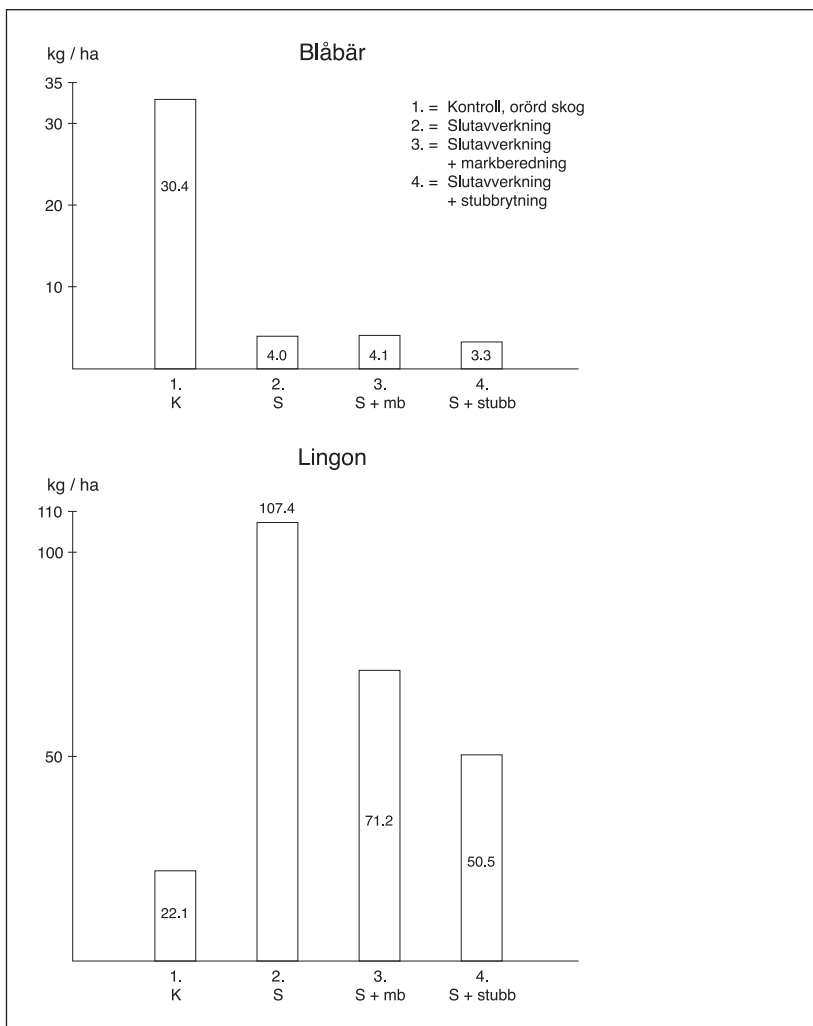 Blåbär
kg / ha
35
30
20
10
1. = Kontroll, orörd skog
2. = Slutavverkning
3. = Slutavverkning
+ markberedning
4. = Slutavverkning
+ stubbrytning
30.4
4.0
4.1
3.3
1. 2. 3. 4.
K S S + mb S + stubb
Lingon
kg / ha
110
100
50
107.4
71.2
50.5
22.1
1. 2. 3. 4.
K S S + mb S + stubb